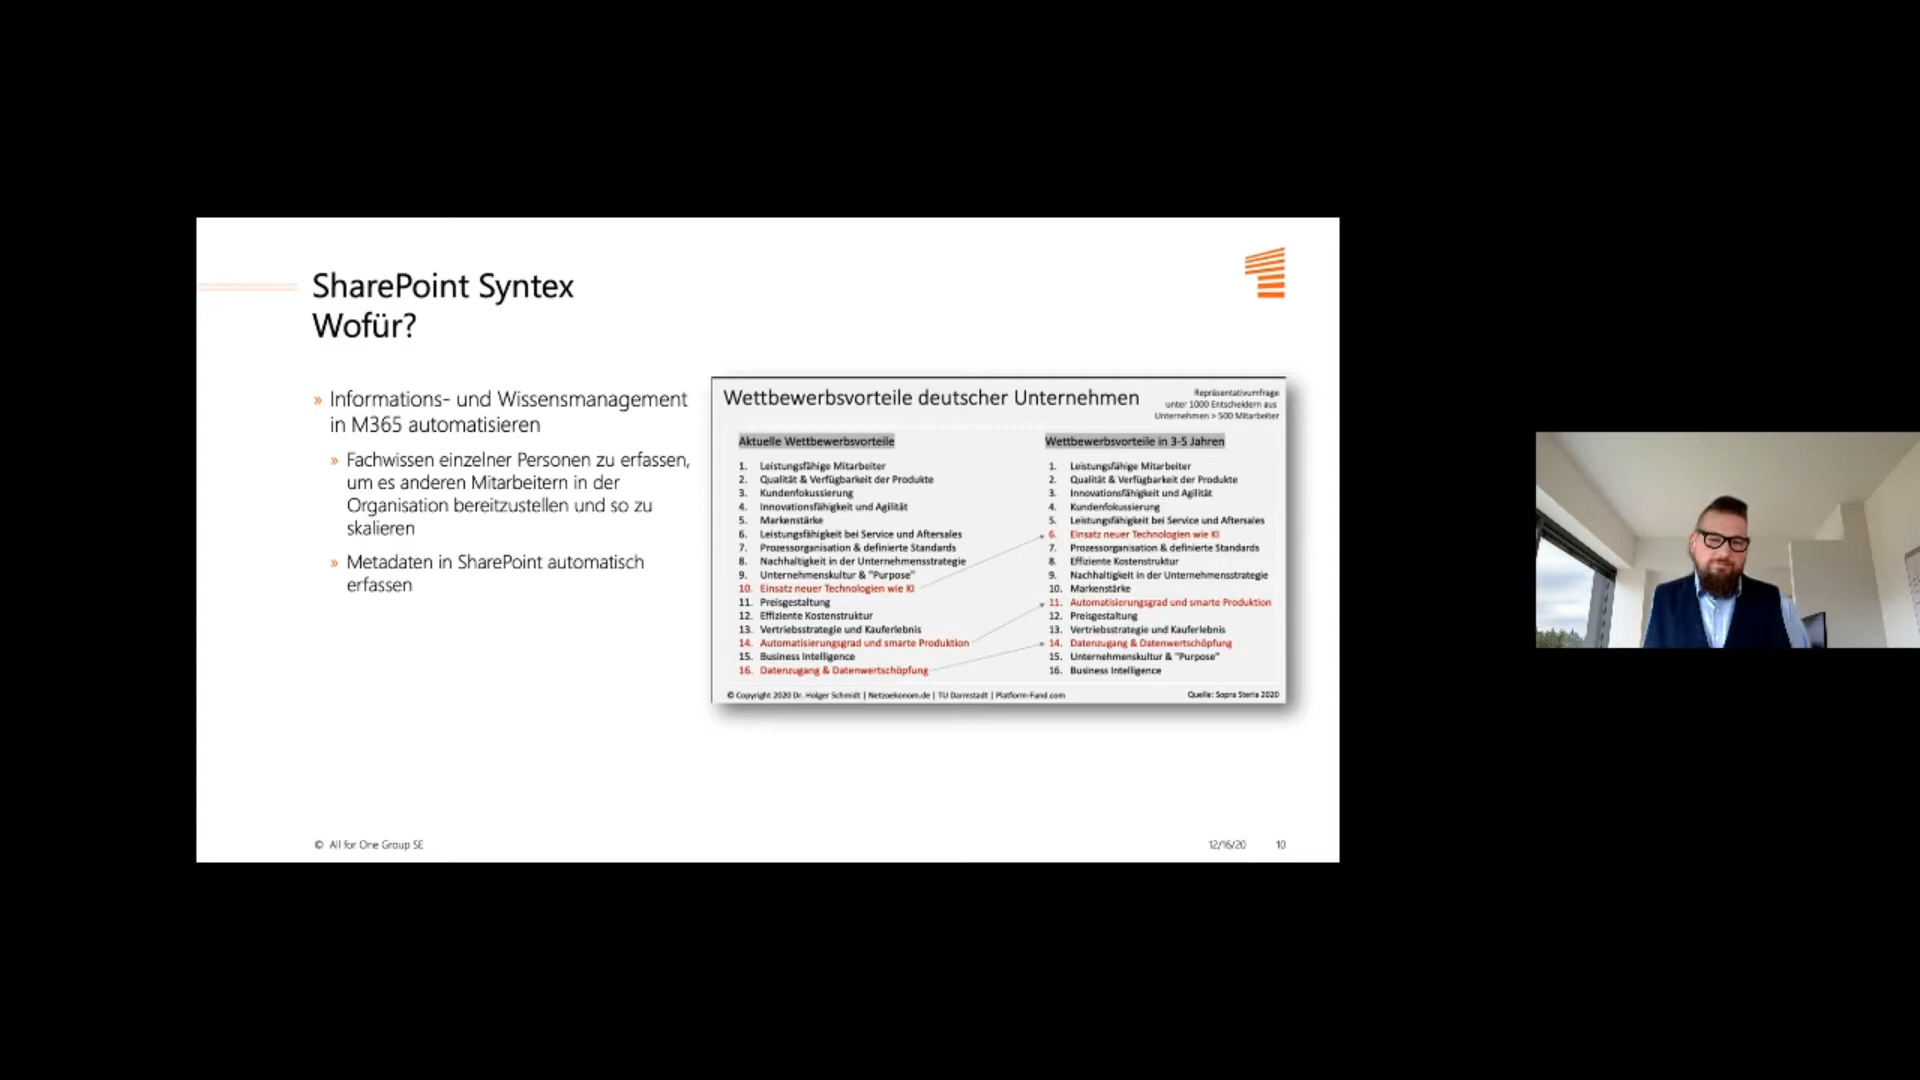 SharePoint Syntex
Wofür?
» Informations- und Wissensmanagement
in M365 automatisieren
» Fachwissen einzelner Personen zu erfassen,
um es anderen Mitarbeitern in der
Organisation bereitzustellen und so zu
skalieren
» Metadaten in SharePoint automatisch
erfassen
Wettbewerbsvorteile deutscher Unternehmen
Repräsentativumfrage
unter 1000 Entscheidern aus
Unternehmen > 500 Mitarbeiter
Aktuelle Wettbewerbsvorteile
1. Leistungsfähige Mitarbeiter
2. Qualität & Verfügbarkeit der Produkte
3. Kundenfokussierung
4. Innovationsfähigkeit und Agilität
5. Markenstärke
6. Leistungsfähigkeit bei Service und Aftersales
7. Prozessorganisation & definierte Standards
8. Nachhaltigkeit in der Unternehmensstrategie
9. Unternehmenskultur & "Purpose"
10. Einsatz neuer Technologien wie KI
11. Preisgestaltung
12. Effiziente Kostenstruktur
13. Vertriebsstrategie und Kauferlebnis
14. Automatisierungsgrad und smarte Produktion
15. Business Intelligence
16. Datenzugang & Datenwertschöpfung
Wettbewerbsvorteile in 3-5 Jahren
1. Leistungsfähige Mitarbeiter
2. Qualität & Verfügbarkeit der Produkte
3. Innovationsfähigkeit und Agilität
4. Kundenfokussierung
5. Leistungsfähigkeit bei Service und Aftersales
6. Einsatz neuer Technologien wie KI
7. Prozessorganisation & definierte Standards
8. Effiziente Kostenstruktur
9. Nachhaltigkeit in der Unternehmensstrategie
10. Markenstärke
11. Automatisierungsgrad und smarte Produktion
12. Preisgestaltung
13. Vertriebsstrategie und Kauferlebnis
14. Datenzugang & Datenwertschöpfung
15. Unternehmenskultur & "Purpose"
16. Business Intelligence
© Copyright 2020 Dr. Holger Schmidt | Netzoekonom.de | TU Darmstadt | Platform-Fund.com
Quelle: Sopra Steria 2020
© All for One Group SE
12/16/20 10